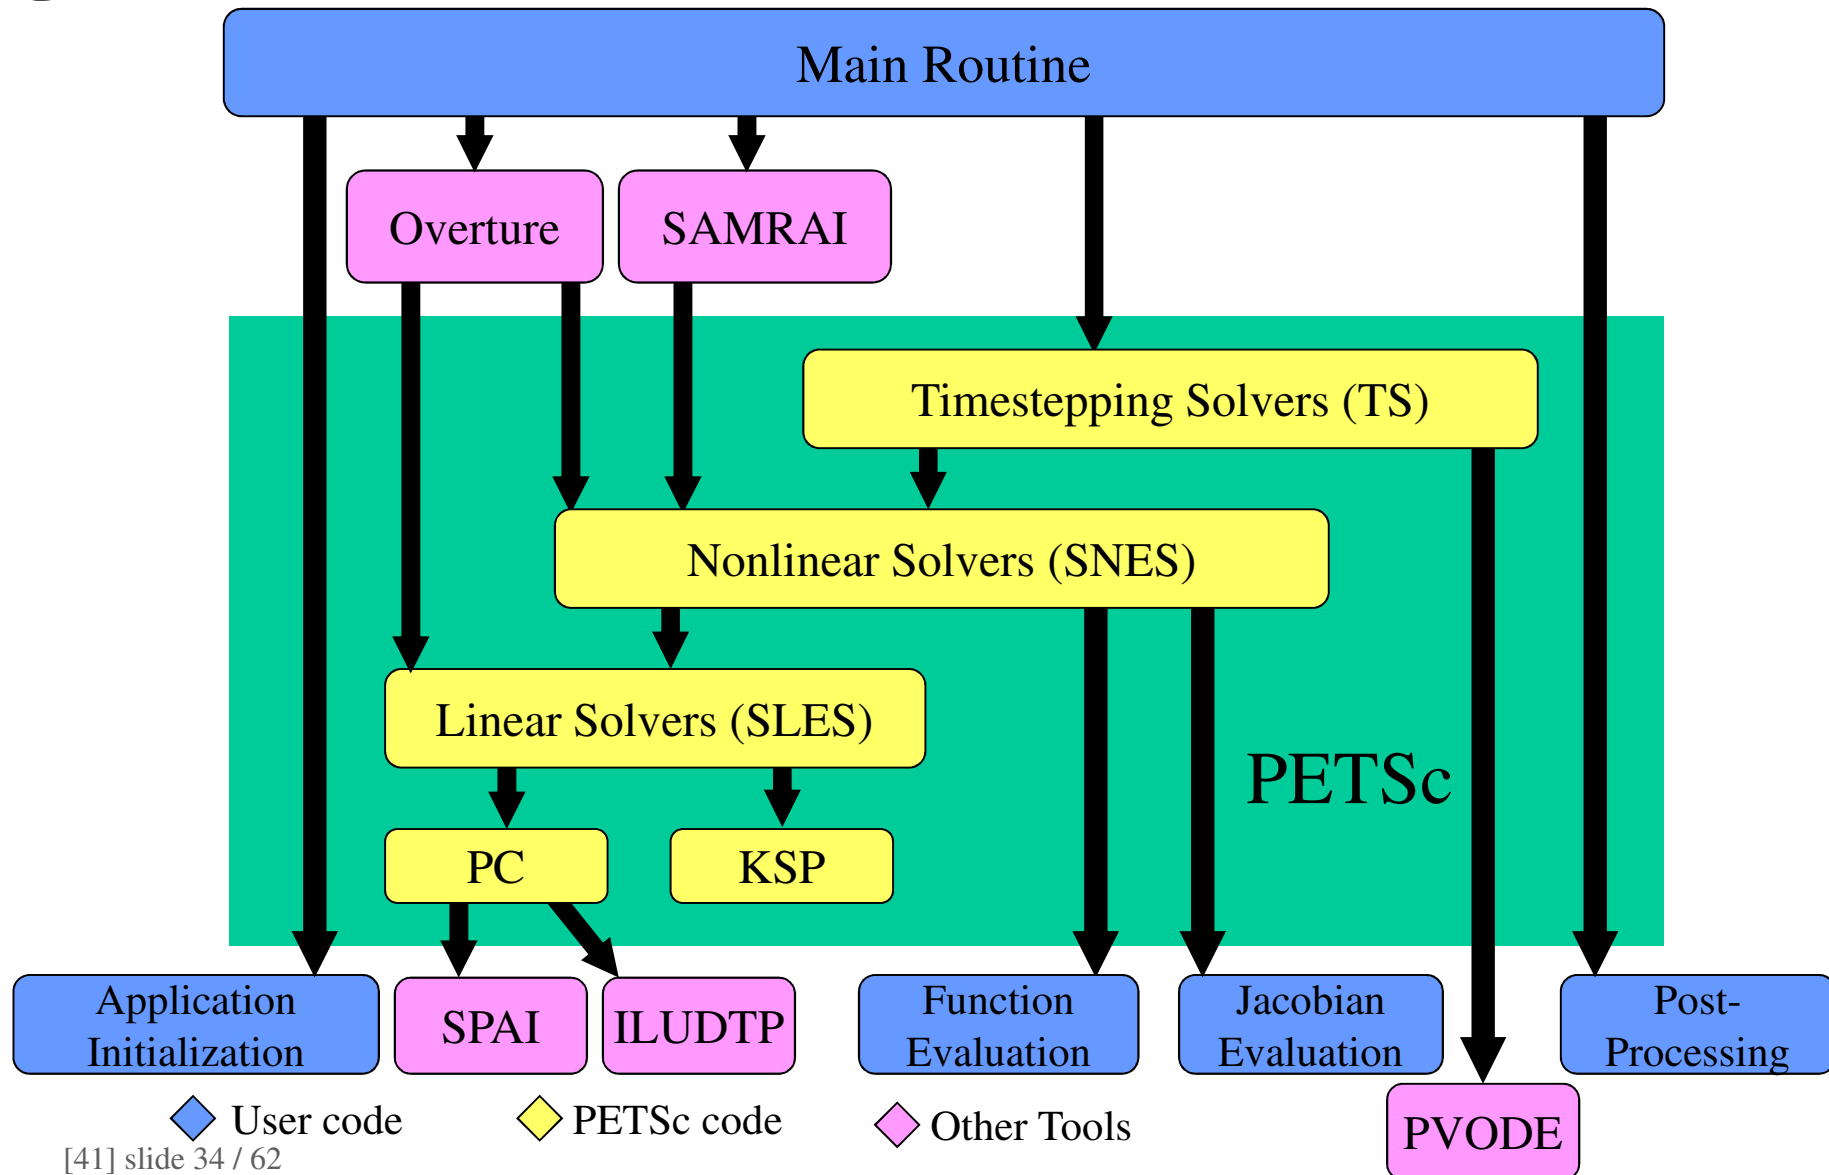 Main Routine
Overture
SAMRAI
Timestepping Solvers (TS)
Nonlinear Solvers (SNES)
Linear Solvers (SLES)
PETSc
PC
KSP
Application
Initialization
SPAI
ILUDTP
Function
Evaluation
Jacobian
Evaluation
Post-
Processing
PVODE
User code
PETSc code
Other Tools
[41] slide 34 / 62